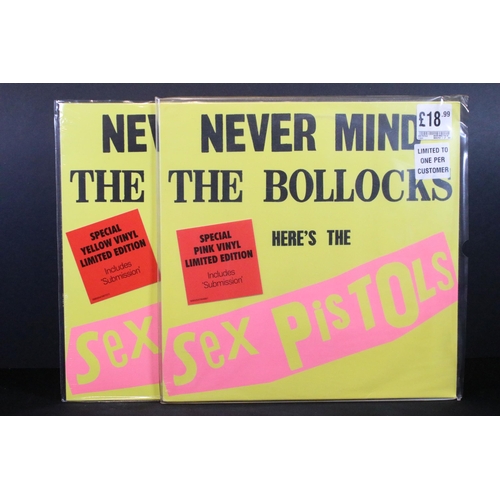 NEV
THE B
SPECIAL
YELLOW VINYL
LIMITED EDITION
Includes
'Submission'
Sex
NEVER MIND
THE BOLLOCKS
HERE'S THE
SPECIAL
PINK VINYL
LIMITED EDITION
Includes
'Submission'
Sex PiSTOLS
£18.99
LIMITED TO
ONE PER
CUSTOMER